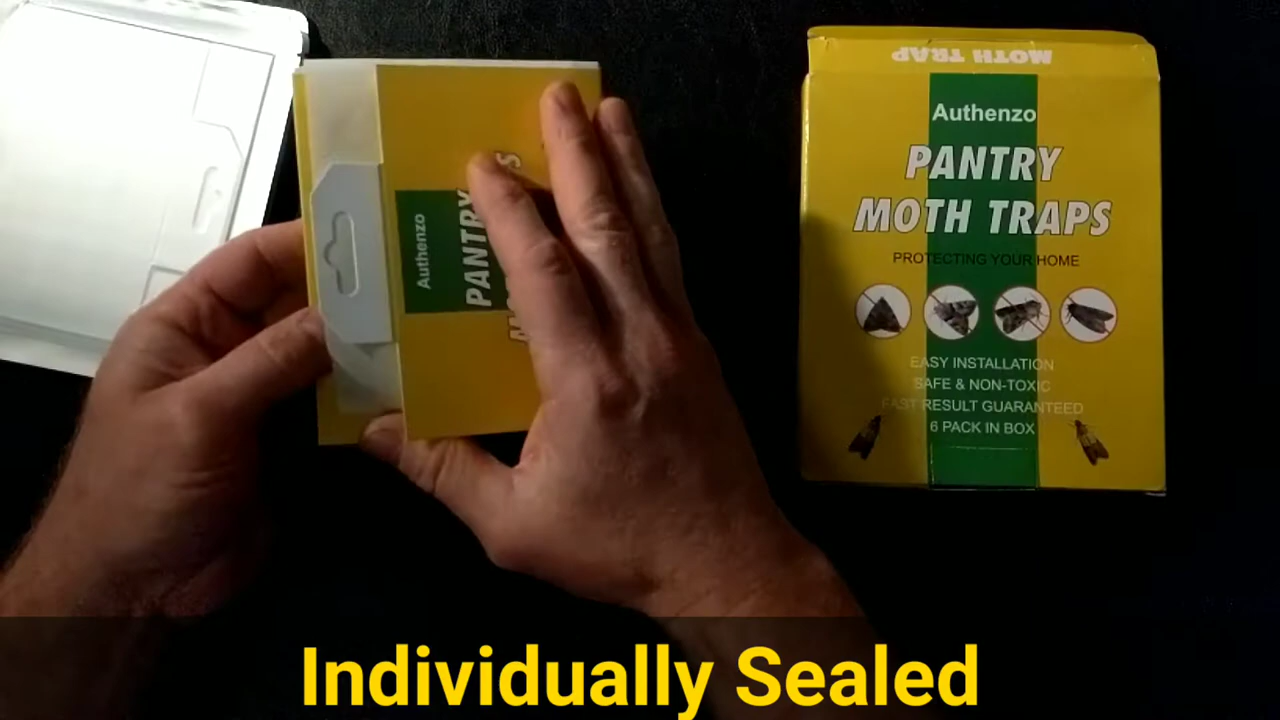 MOTH TRAP
Authenzo
PANTRY
MOTH TRAPS
PROTECTING YOUR HOME
EASY INSTALLATION
SAFE & NON-TOXIC
FAST RESULT GUARANTEED
6 PACK IN BOX
Authenzo
PANTRY
Individually Sealed